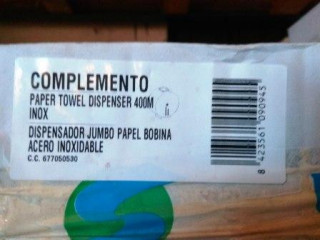 COMPLEMENTO
PAPER TOWEL DISPENSER 400M
INOX
DISPENSADOR JUMBO PAPEL BOBINA
ACERO INOXIDABLE
C.C. 677050530
8 423561 090945